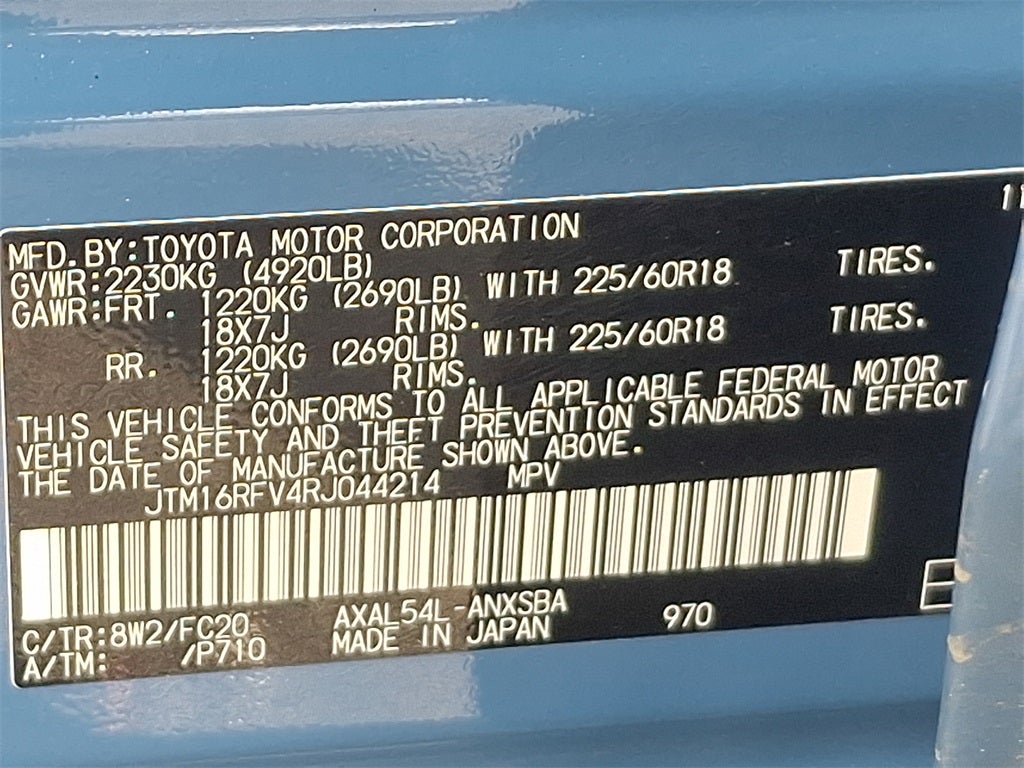 11
MFD.BY:TOYOTA MOTOR CORPORATION
GVWR:2230KG (4920LB)
GAWR:FRT. 1220KG (2690LB) WITH 225/60R18 TIRES.
18X7J RIMS.
RR. 1220KG (2690LB) WITH 225/60R18 TIRES.
18X7J RIMS.
THIS VEHICLE CONFORMS TO ALL APPLICABLE FEDERAL MOTOR
VEHICLE SAFETY AND THEFT PREVENTION STANDARDS IN EFFECT
THE DATE OF MANUFACTURE SHOWN ABOVE.
JTM16RFV4RJ044214 MPV
C/TR:8W2/FC20 AXAL54L-ANXSBA 970
A/TM: /P710 MADE IN JAPAN